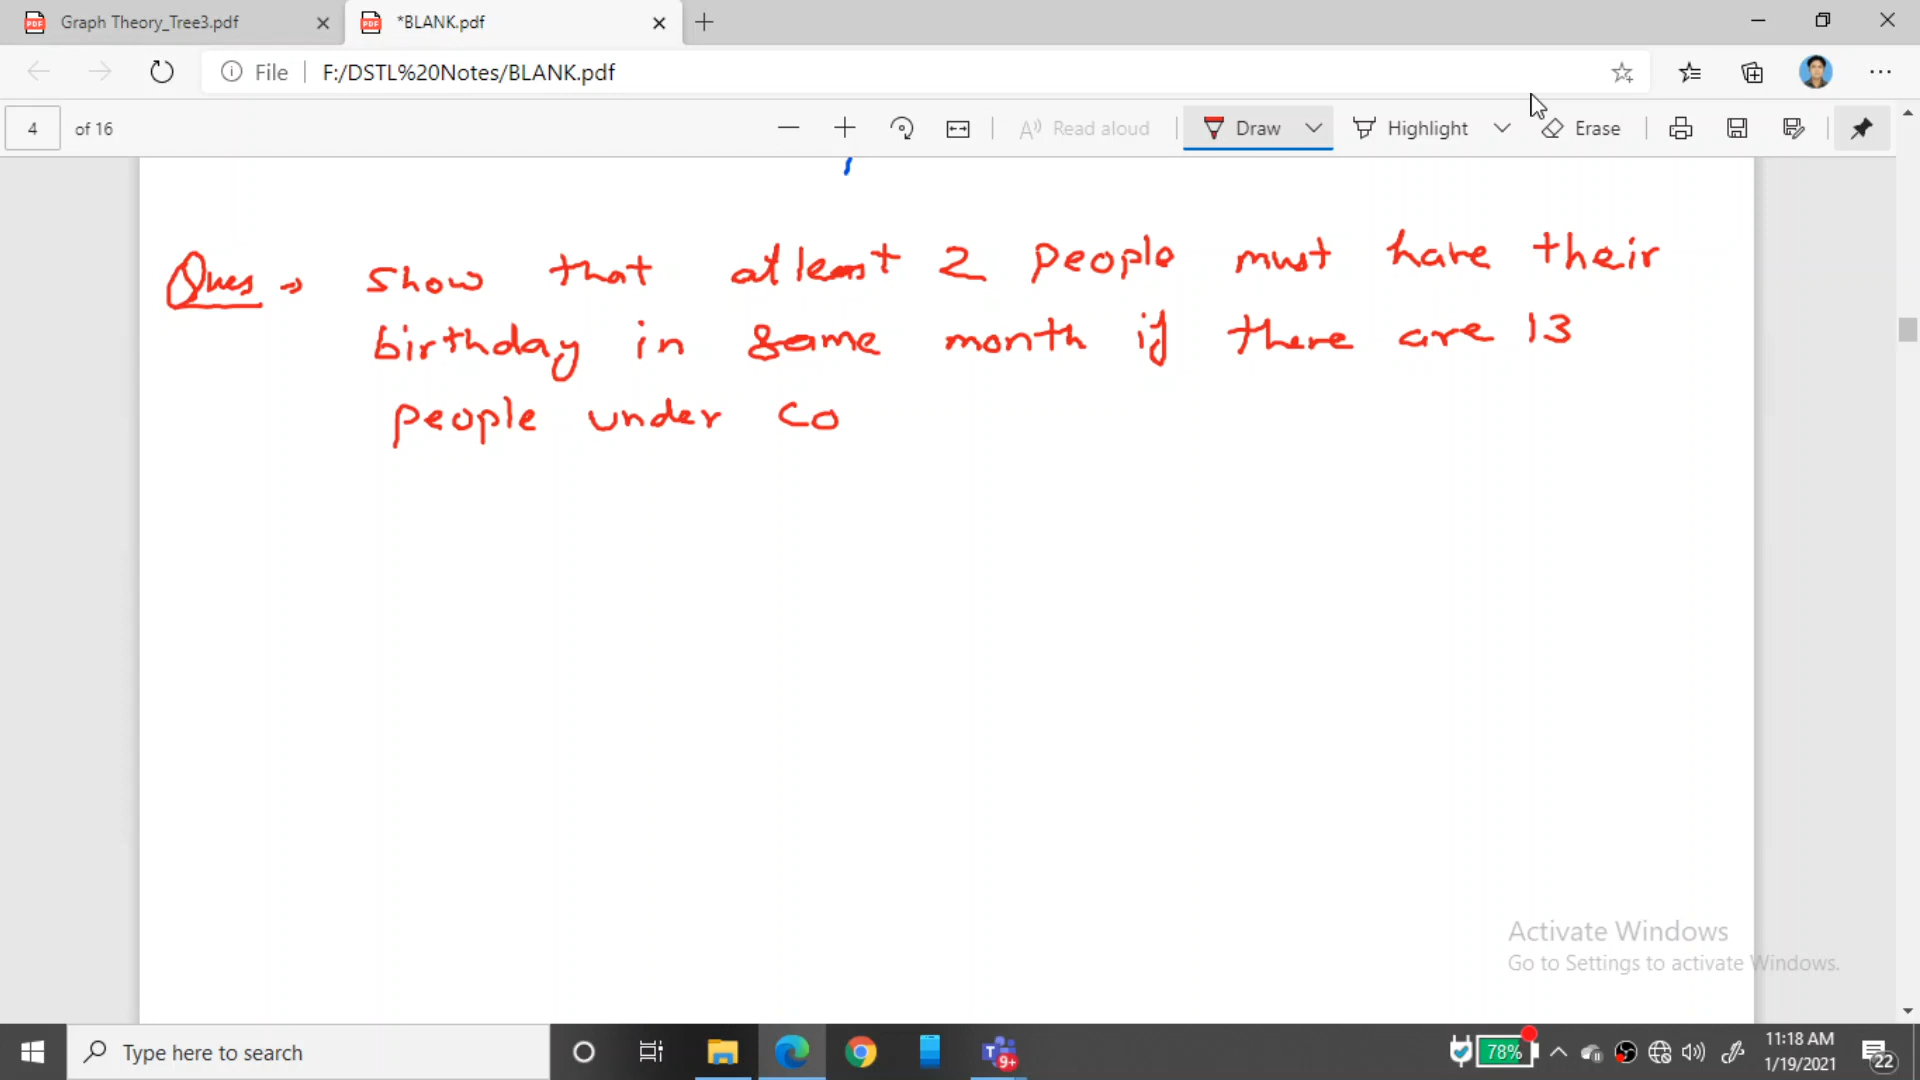 Graph Theory_Tree3.pdf
*BLANK.pdf
File
F:/DSTL%20Notes/BLANK.pdf
4 of 16
Read aloud
Draw
Highlight
Erase
Ques → Show that atleast 2 people must have their
birthday in same month if there are 13
people under co
Activate Windows
Go to Settings to activate Windows.
Type here to search
9+
78%
11:18 AM
1/19/2021
22